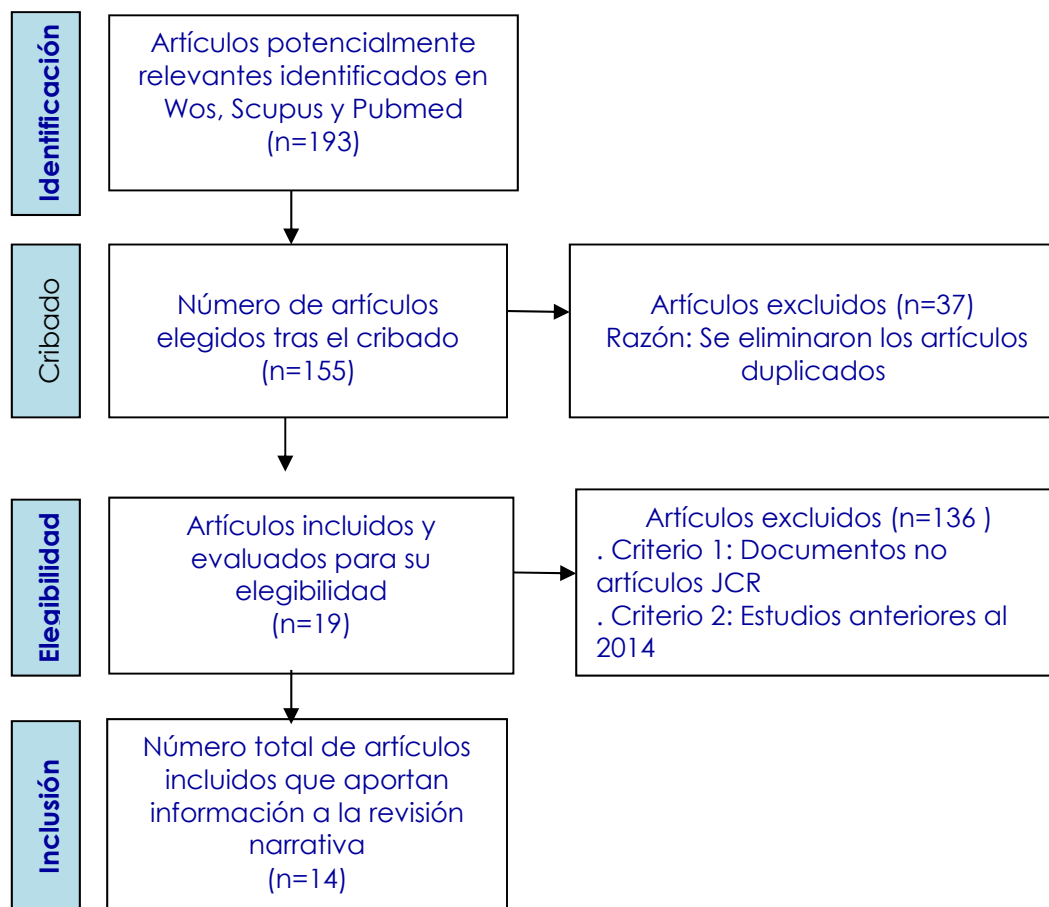 Identificación
Artículos potencialmente
relevantes identificados en
Wos, Scupus y Pubmed
(n=193)
Cribado
Número de artículos
elegidos tras el cribado
(n=155)
Artículos excluidos (n=37)
Razón: Se eliminaron los artículos
duplicados
Elegibilidad
Artículos incluidos y
evaluados para su
elegibilidad
(n=19)
Artículos excluidos (n=136 )
. Criterio 1: Documentos no
artículos JCR
. Criterio 2: Estudios anteriores al
2014
Inclusión
Número total de artículos
incluidos que aportan
información a la revisión
narrativa
(n=14)